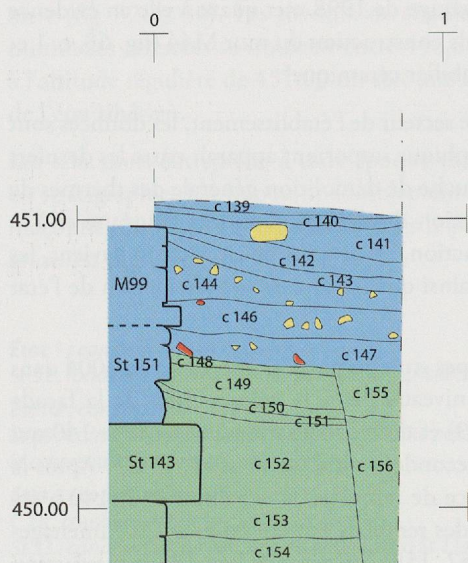 0 1
c 139
451.00 c 140
c 141
c 142
M99 c 144 c 143
c 146
c 147
St 151 c 148
c 149 c 155
c 150
c 151
St 143 c 152 c 156
450.00
c 153
c 154